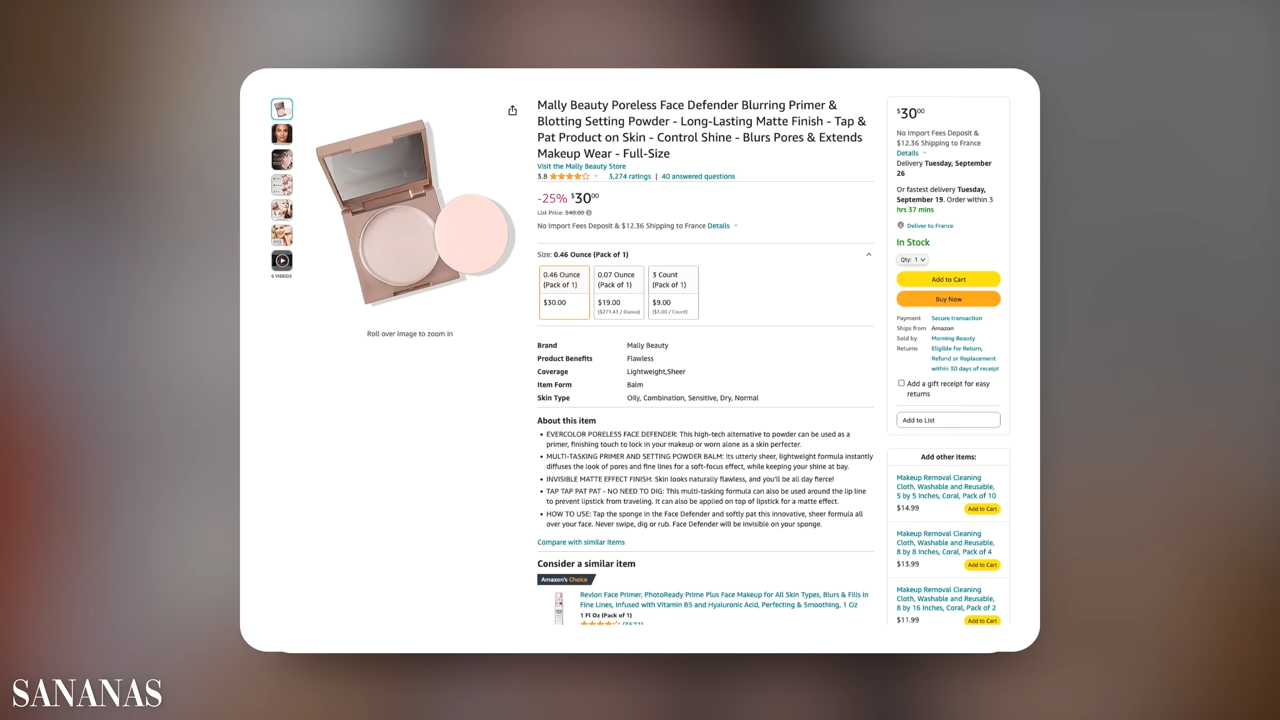 6 VIDEOS
Roll over image to zoom in
Mally Beauty Poreless Face Defender Blurring Primer &
Blotting Setting Powder - Long-Lasting Matte Finish - Tap &
Pat Product on Skin - Control Shine - Blurs Pores & Extends
Makeup Wear - Full-Size
Visit the Mally Beauty Store
3.8 3,274 ratings | 40 answered questions
-25% $30⁰⁰
List Price: $40.00
No Import Fees Deposit & $12.36 Shipping to France Details
Size: 0.46 Ounce (Pack of 1)
0.46 Ounce
(Pack of 1)
$30.00
0.07 Ounce
(Pack of 1)
$19.00
($271.43 / Ounce)
3 Count
(Pack of 1)
$9.00
($3.00 / Count)
Brand Mally Beauty
Product Benefits Flawless
Coverage Lightweight,Sheer
Item Form Balm
Skin Type Oily, Combination, Sensitive, Dry, Normal
About this item
• EVERCOLOR PORELESS FACE DEFENDER: This high-tech alternative to powder can be used as a
primer, finishing touch to lock in your makeup or worn alone as a skin perfecter.
• MULTI-TASKING PRIMER AND SETTING POWDER BALM: Its utterly sheer, lightweight formula instantly
diffuses the look of pores and fine lines for a soft-focus effect, while keeping your shine at bay.
• INVISIBLE MATTE EFFECT FINISH: Skin looks naturally flawless, and you'll be all day fierce!
• TAP TAP PAT PAT - NO NEED TO DIG: This multi-tasking formula can also be used around the lip line
to prevent lipstick from traveling. It can also be applied on top of lipstick for a matte effect.
• HOW TO USE: Tap the sponge in the Face Defender and softly pat this innovative, sheer formula all
over your face. Never swipe, dig or rub. Face Defender will be invisible on your sponge.
Compare with similar items
Consider a similar item
Amazon's Choice
Revlon Face Primer, PhotoReady Prime Plus Face Makeup for All Skin Types, Blurs & Fills in
Fine Lines, Infused with Vitamin B5 and Hyaluronic Acid, Perfecting & Smoothing, 1 Oz
1 Fl Oz (Pack of 1)
$30⁰⁰
No Import Fees Deposit &
$12.36 Shipping to France
Details
Delivery Tuesday, September
26
Or fastest delivery Tuesday,
September 19. Order within 3
hrs 37 mins
Deliver to France
In Stock
Qty: 1
Add to Cart
Buy Now
Payment Secure transaction
Ships from Amazon
Sold by Morning Beauty
Returns Eligible for Return,
Refund or Replacement
within 30 days of receipt
Add a gift receipt for easy
returns
Add to List
Add other items:
Makeup Removal Cleaning
Cloth, Washable and Reusable,
5 by 5 Inches, Coral, Pack of 10
$14.99 Add to Cart
Makeup Removal Cleaning
Cloth, Washable and Reusable,
8 by 8 Inches, Coral, Pack of 4
$13.99 Add to Cart
Makeup Removal Cleaning
Cloth, Washable and Reusable,
8 by 16 Inches, Coral, Pack of 2
$11.99 Add to Cart
SANANAS